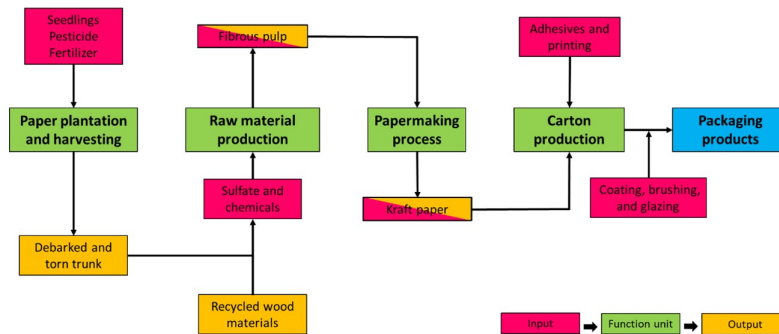 Seedlings
Pesticide
Fertilizer
Fibrous pulp
Adhesives and
printing
Paper plantation
and harvesting
Raw material
production
Papermaking
process
Carton
production
Packaging
products
Sulfate and
chemicals
Kraft paper
Coating, brushing,
and glazing
Debarked and
torn trunk
Recycled wood
materials
Input
Function unit
Output